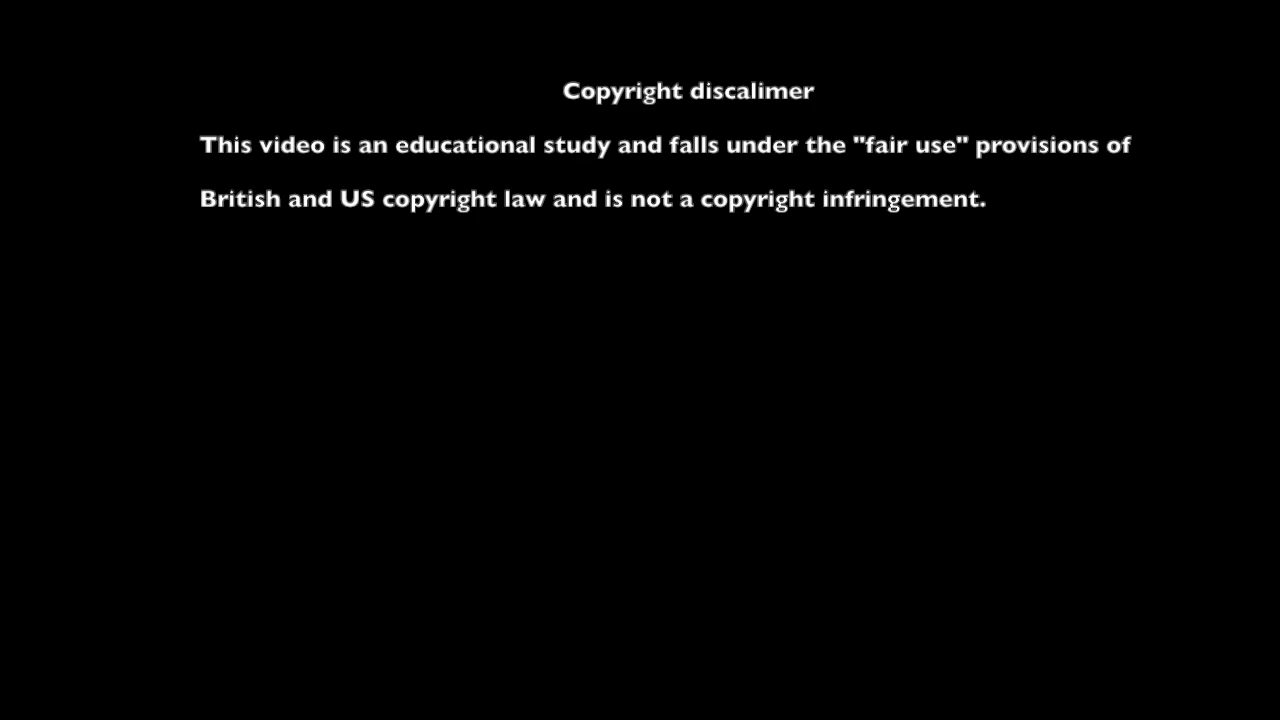 Copyright discalimer
This video is an educational study and falls under the "fair use" provisions of
British and US copyright law and is not a copyright infringement.